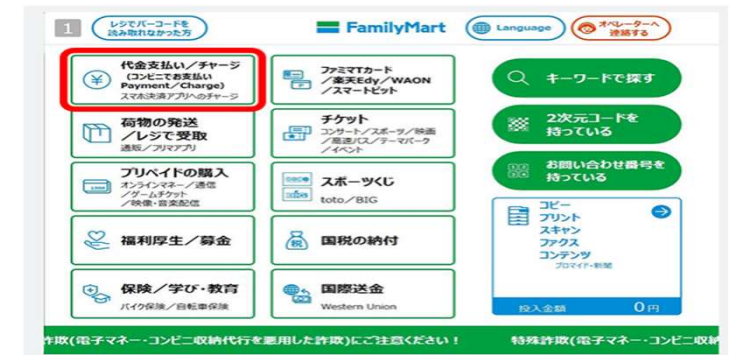 1
レジでバーコードを
読み取れなかった方
FamilyMart
Language
オペレーターへ
連絡する
代金支払い／チャージ
(コンビニでお支払い
Payment／Charge)
スマホ決済アプリへのチャージ
ファミマTカード
／楽天Edy／WAON
／スマートピット
キーワードで探す
荷物の発送
／レジで受取
通販／フリマアプリ
チケット
コンサート／スポーツ／映画
／高速バス／テーマパーク
／イベント
2次元コードを
持っている
プリペイドの購入
オンラインマネー／通信
／ゲームチケット
／映像・音楽配信
スポーツくじ
toto／BIG
お問い合わせ番号を
持っている
福利厚生／募金
国税の納付
コピー
プリント
スキャン
ファクス
コンテンツ
ブロマイド・新聞
保険／学び・教育
バイク保険／自転車保険
国際送金
Western Union
投入金額 0円
詐欺(電子マネー・コンビニ収納代行を悪用した詐欺)にご注意ください！ 特殊詐欺(電子マネー・コンビニ収納